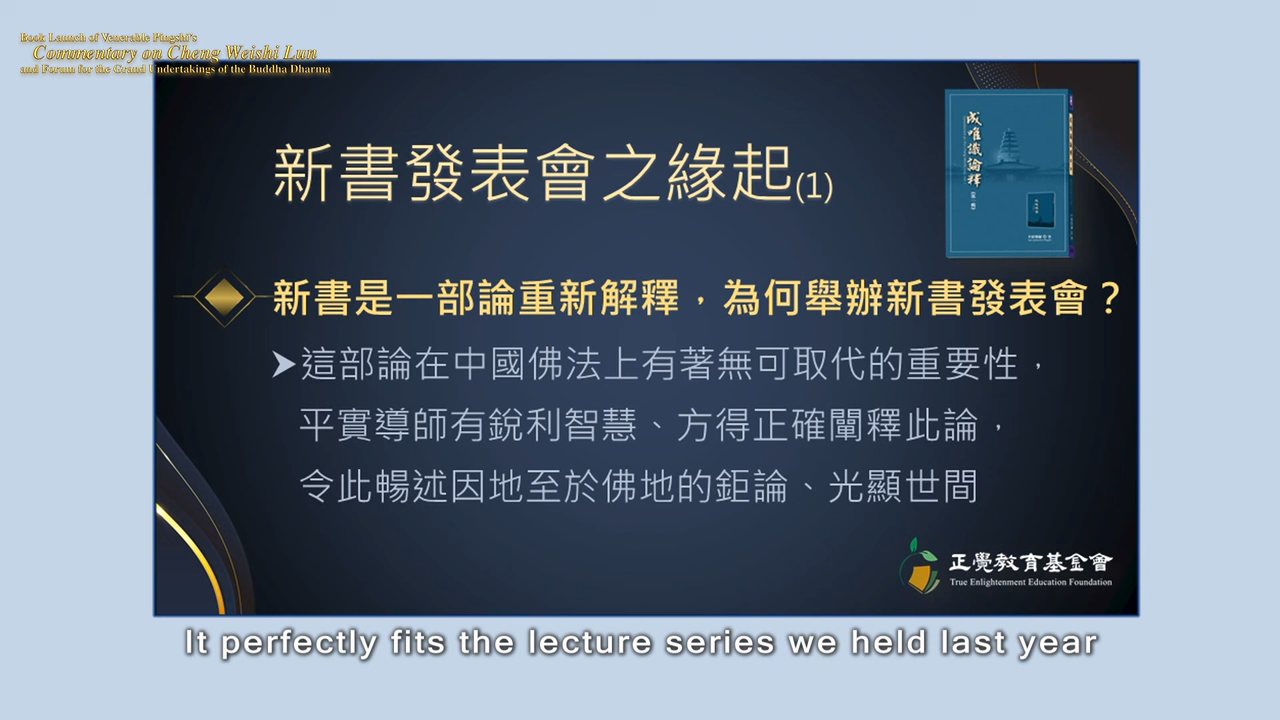 Book Launch of Venerable Pingshi's
Commentary on Cheng Weishi Lun
and Forum for the Grand Undertakings of the Buddha Dharma
新書發表會之緣起(1)
成唯識論釋
新書是一部論重新解釋，為何舉辦新書發表會？
➤這部論在中國佛法上有著無可取代的重要性，
平實導師有銳利智慧、方得正確闡釋此論，
令此暢述因地至於佛地的鉅論、光顯世間
正覺教育基金會
True Enlightenment Education Foundation
It perfectly fits the lecture series we held last year